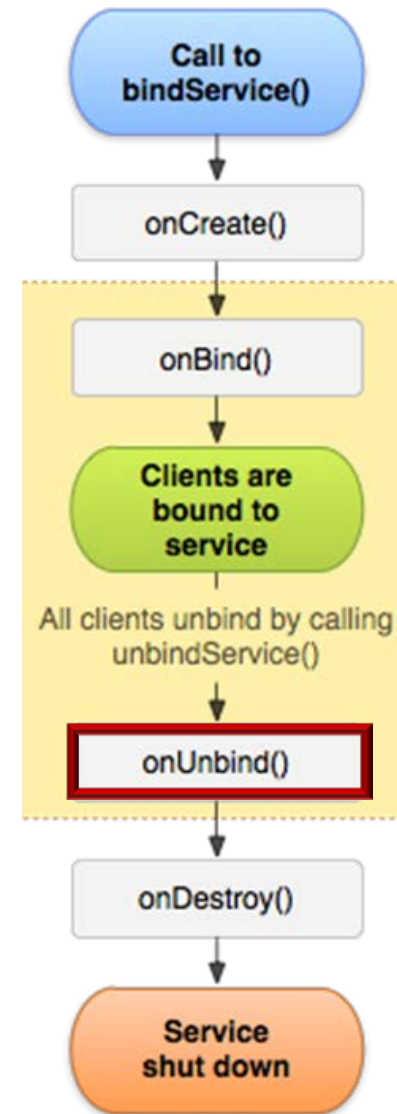 Call to
bindService()
onCreate()
onBind()
Clients are
bound to
service
All clients unbind by calling
unbindService()
onUnbind()
onDestroy()
Service
shut down